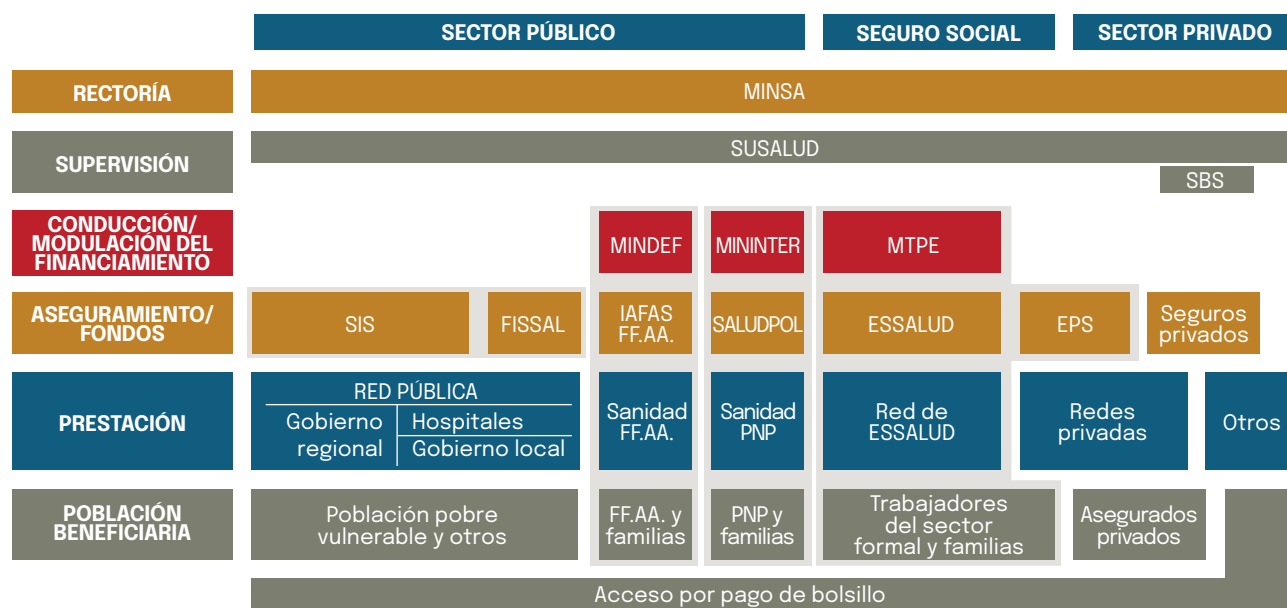 SECTOR PÚBLICO
SEGURO SOCIAL
SECTOR PRIVADO
RECTORÍA
MINSA
SUPERVISIÓN
SUSALUD
SBS
CONDUCCIÓN/
MODULACIÓN DEL
FINANCIAMIENTO
MINDEF
MININTER
MTPE
ASEGURAMIENTO/
FONDOS
SIS
FISSAL
IAFAS
FF.AA.
SALUDPOL
ESSALUD
EPS
Seguros
privados
PRESTACIÓN
RED PÚBLICA
Gobierno
regional
Hospitales
Gobierno local
Sanidad
FF.AA.
Sanidad
PNP
Red de
ESSALUD
Redes
privadas
Otros
POBLACIÓN
BENEFICIARIA
Población pobre
vulnerable y otros
FF.AA. y
familias
PNP y
familias
Trabajadores
del sector
formal y familias
Asegurados
privados
Acceso por pago de bolsillo